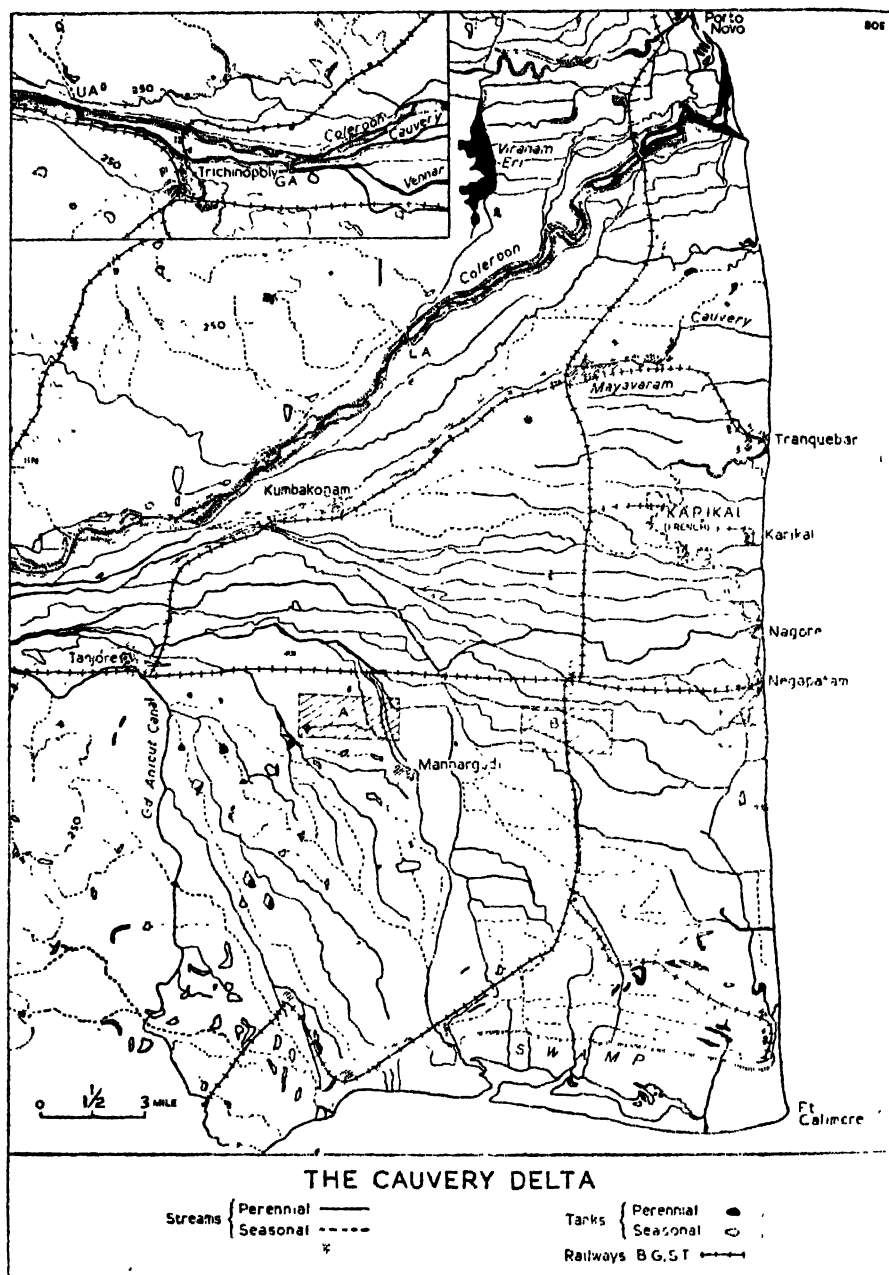 Porto
Novo
80E
UA
250
Coleroon
Cauvery
250
Trichinopoly
GA
Vennar
Viranam
Eri
Coleroon
250
Cauvery
LA
Mayavaram
11N
Tranquebar
Kumbakonam
KARIKAL
(FRENCH)
Karikal
Nagore
Tanjore
Negapatam
A
B
Gd Anicut Canal
Mannargudi
250
S W A M P
0 1/2 3 MILE
Pt
Calimere
THE CAUVERY DELTA
Streams { Perennial
Seasonal
Tanks { Perennial
Seasonal
Railways B G, S T